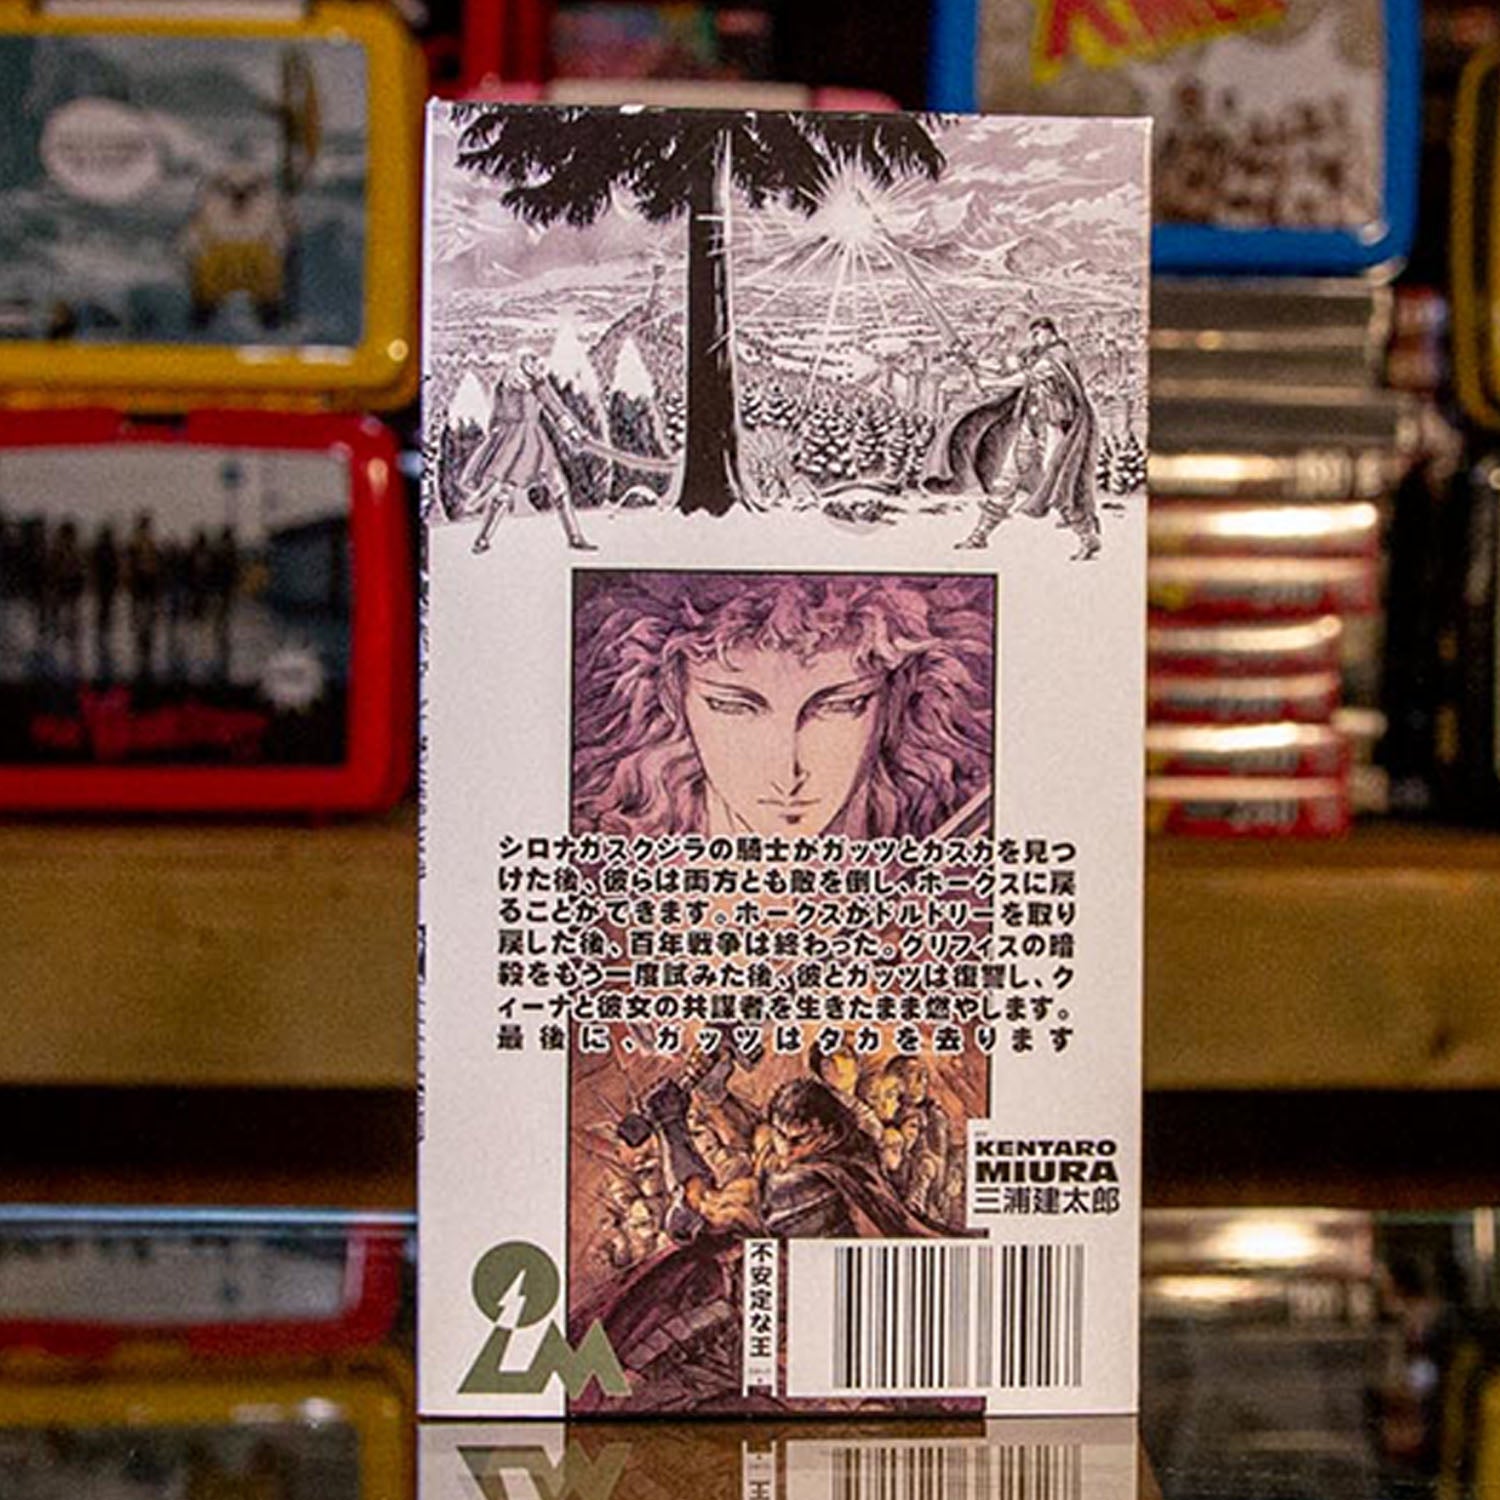 シロナガスクジラの騎士がガッツとカスカを見つ
けた後、彼らは両方とも敵を倒し、ホークスに戻
ることができます。ホークスがドルドリーを取り
戻した後、百年戦争は終わった。グリフィスの暗
殺をもう一度試みた後、彼とガッツは復讐し、ク
ィーナと彼女の共謀者を生きたまま燃やします。
最後に、ガッツはタカを去ります
KENTARO
MIURA
三浦建太郎
不安定な王